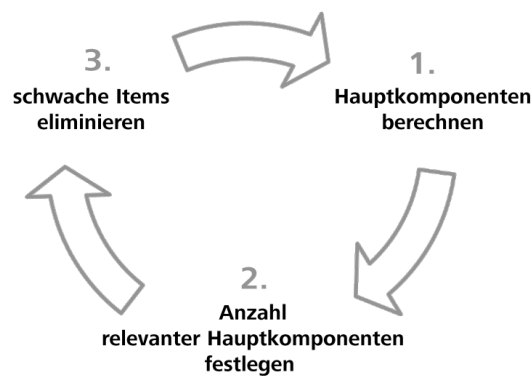 1.
Hauptkomponenten
berechnen
2.
Anzahl
relevanter Hauptkomponenten
festlegen
3.
schwache Items
eliminieren